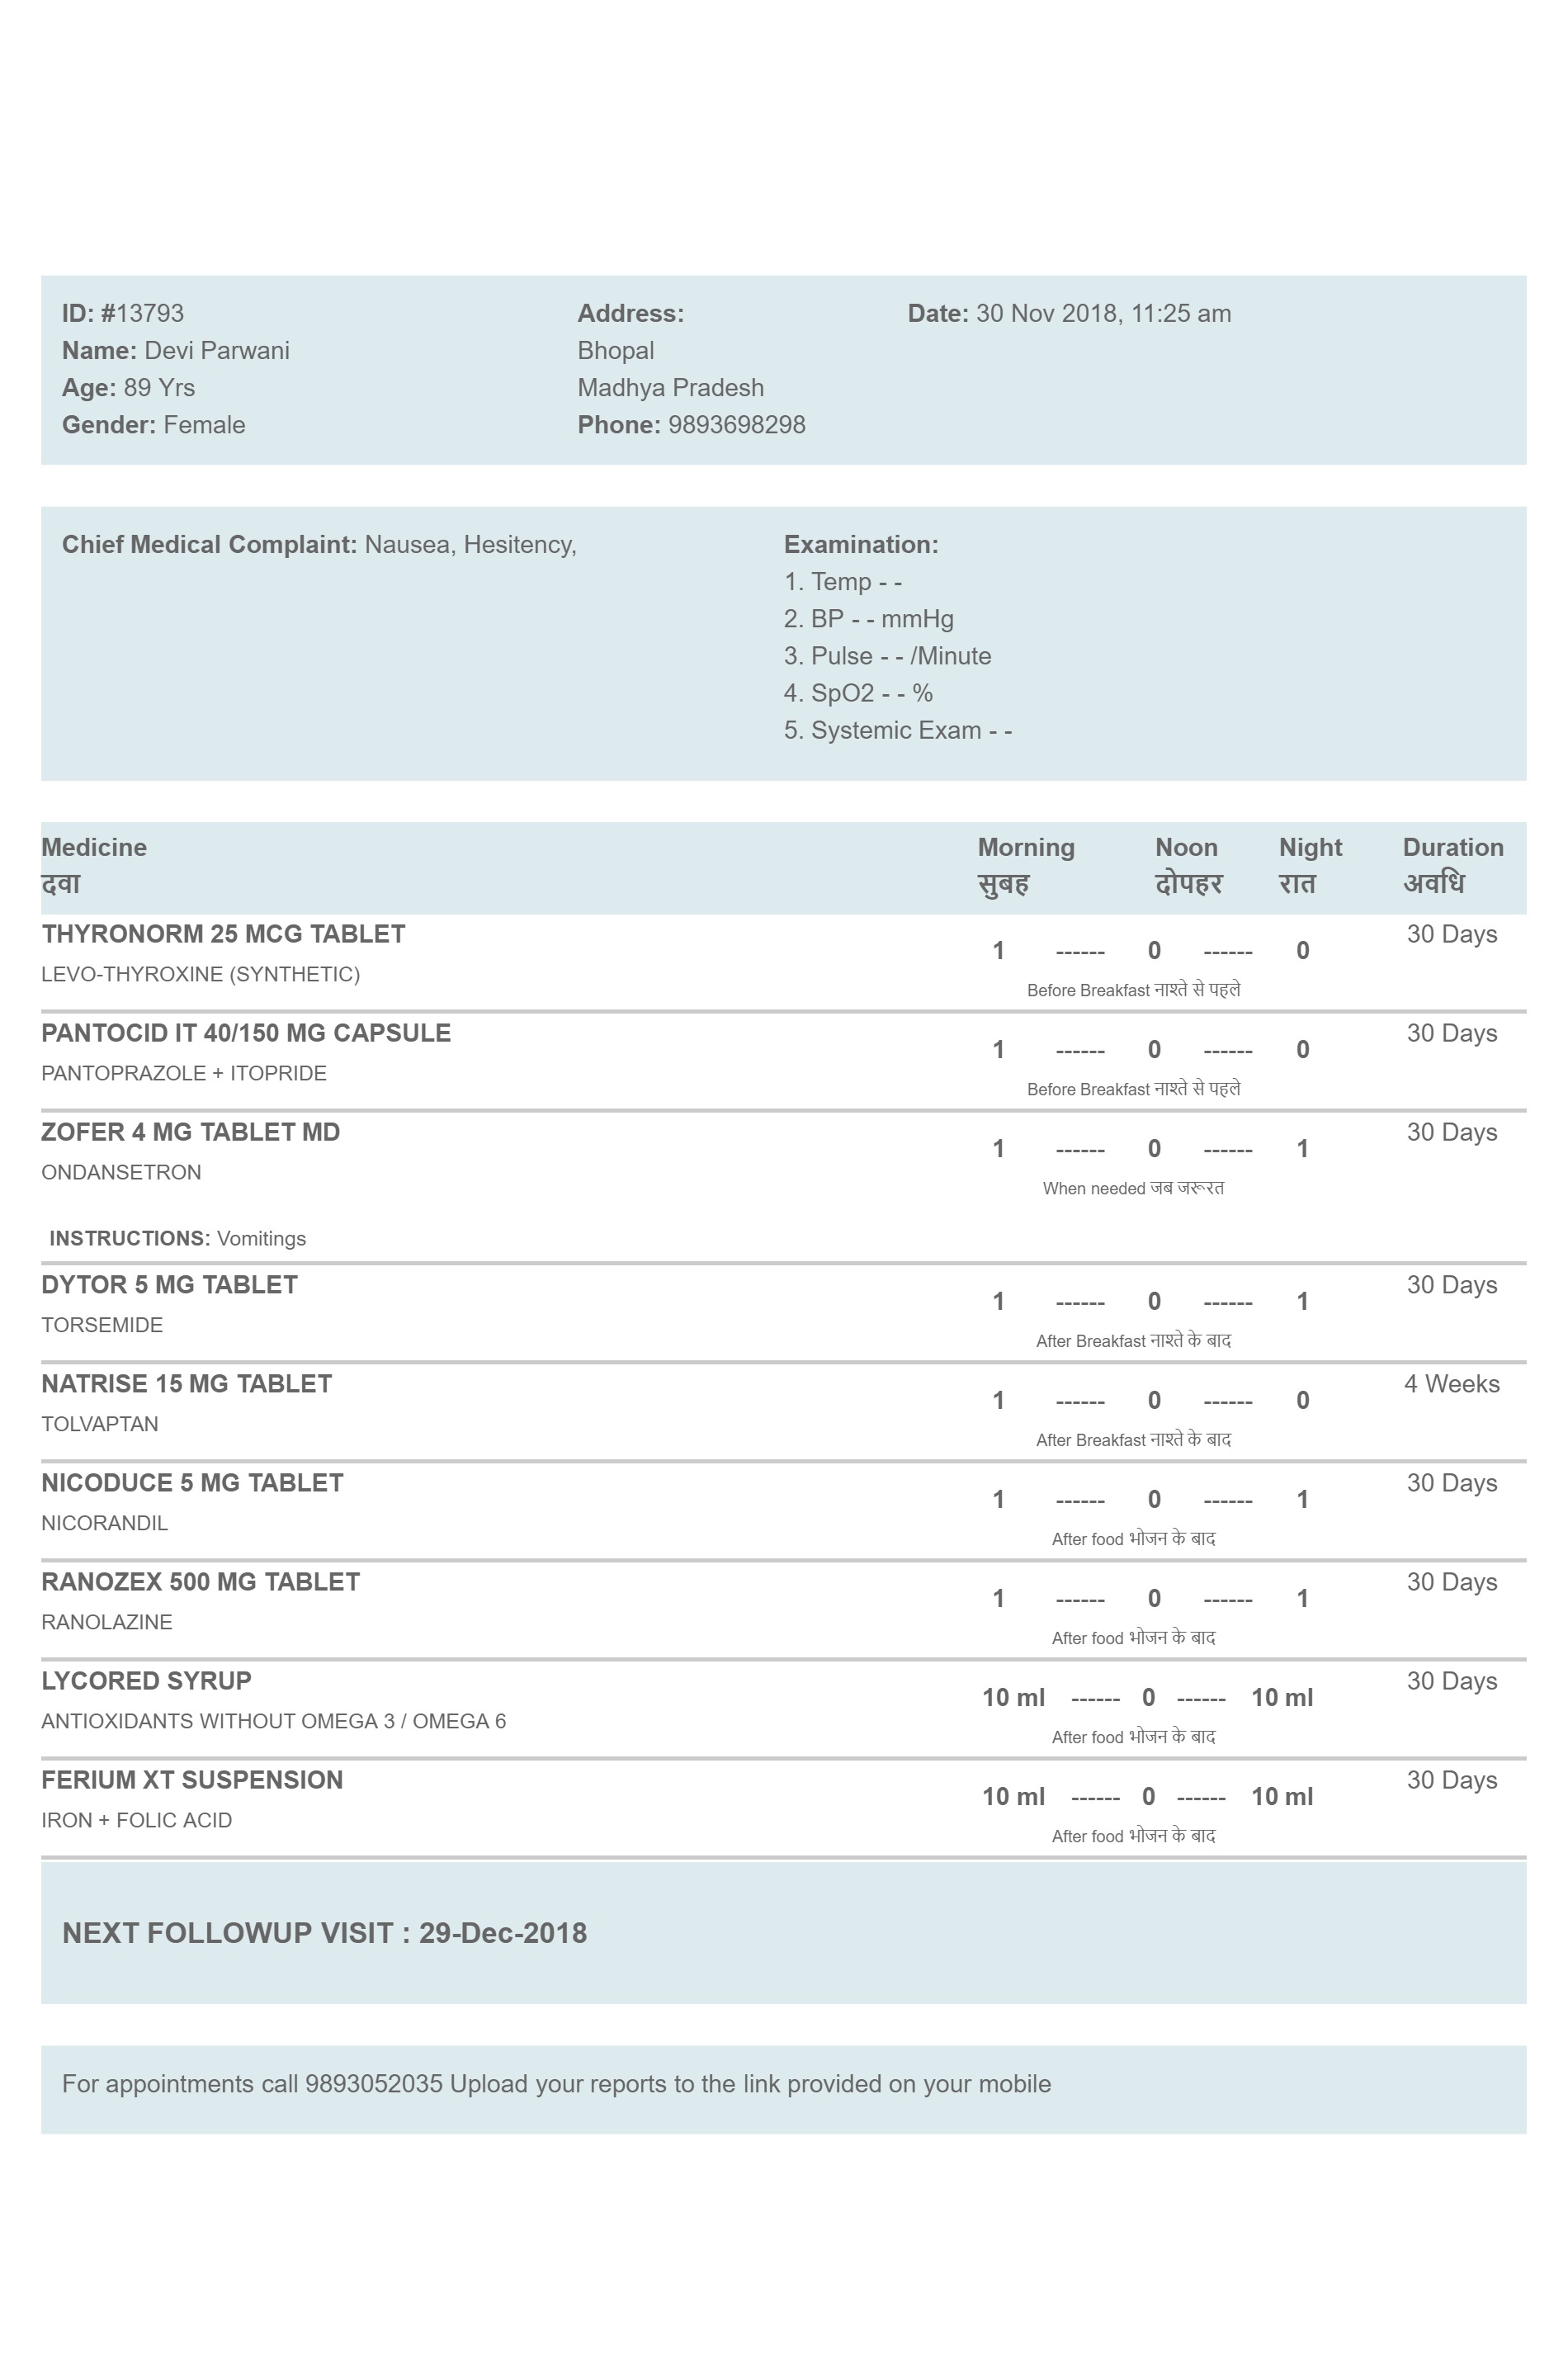 ID: #13793
Name: Devi Parwani
Age: 89 Yrs
Gender: Female
Address:
Bhopal
Madhya Pradesh
Phone: 9893698298
Date: 30 Nov 2018, 11:25 am
Chief Medical Complaint: Nausea, Hesitency,
Examination:
1. Temp - -
2. BP - - mmHg
3. Pulse - - /Minute
4. SpO2 - - %
5. Systemic Exam - -
Medicine Morning Noon Night Duration
दवा सुबह दोपहर रात अवधि
THYRONORM 25 MCG TABLET 30 Days
1 ------ 0 ------ 0
LEVO-THYROXINE (SYNTHETIC)
Before Breakfast नाश्ते से पहले
PANTOCID IT 40/150 MG CAPSULE 30 Days
1 ------ 0 ------ 0
PANTOPRAZOLE + ITOPRIDE
Before Breakfast नाश्ते से पहले
ZOFER 4 MG TABLET MD 30 Days
1 ------ 0 ------ 1
ONDANSETRON
When needed जब जरूरत
INSTRUCTIONS: Vomitings
DYTOR 5 MG TABLET 30 Days
1 ------ 0 ------ 1
TORSEMIDE
After Breakfast नाश्ते के बाद
NATRISE 15 MG TABLET 4 Weeks
1 ------ 0 ------ 0
TOLVAPTAN
After Breakfast नाश्ते के बाद
NICODUCE 5 MG TABLET 30 Days
1 ------ 0 ------ 1
NICORANDIL
After food भोजन के बाद
RANOZEX 500 MG TABLET 30 Days
1 ------ 0 ------ 1
RANOLAZINE
After food भोजन के बाद
LYCORED SYRUP 30 Days
10 ml ------ 0 ------ 10 ml
ANTIOXIDANTS WITHOUT OMEGA 3 / OMEGA 6
After food भोजन के बाद
FERIUM XT SUSPENSION 30 Days
10 ml ------ 0 ------ 10 ml
IRON + FOLIC ACID
After food भोजन के बाद
NEXT FOLLOWUP VISIT : 29-Dec-2018
For appointments call 9893052035 Upload your reports to the link provided on your mobile